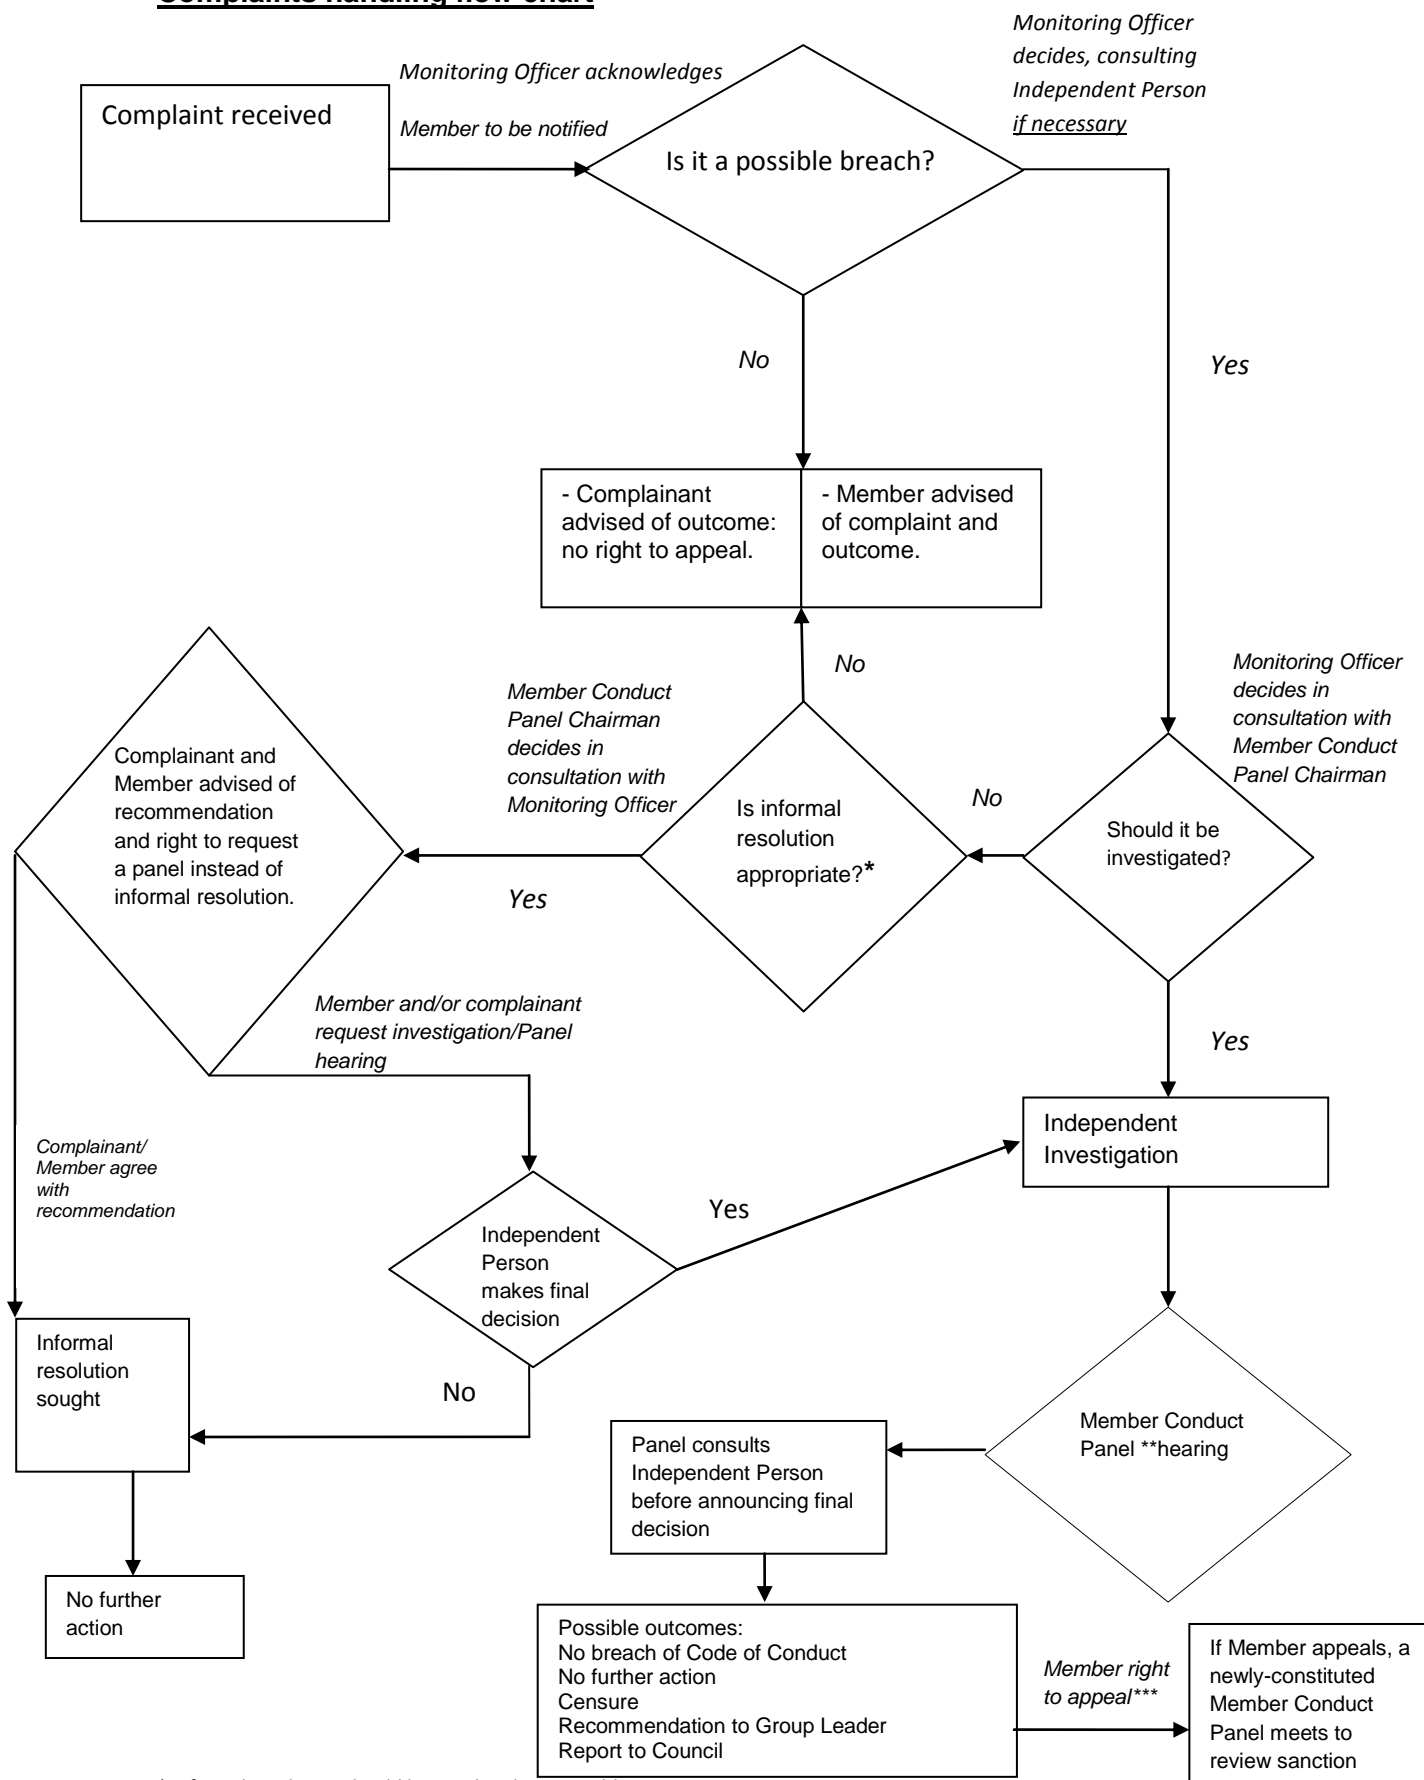 Complaints handling flow chart
Monitoring Officer
decides, consulting
Independent Person
if necessary
Monitoring Officer acknowledges
Complaint received
Member to be notified
Is it a possible breach?
No
Yes
- Complainant
advised of outcome:
no right to appeal.
- Member advised
of complaint and
outcome.
No
Monitoring Officer
decides in
consultation with
Member Conduct
Panel Chairman
Member Conduct
Panel Chairman
decides in
consultation with
Monitoring Officer
Complainant and
Member advised of
recommendation
and right to request
a panel instead of
informal resolution.
Is informal
resolution
appropriate?*
No
Should it be
investigated?
Yes
Member and/or complainant
request investigation/Panel
hearing
Yes
Independent
Investigation
Complainant/
Member agree
with
recommendation
Yes
Independent
Person
makes final
decision
Informal
resolution
sought
No
Member Conduct
Panel **hearing
Panel consults
Independent Person
before announcing final
decision
No further
action
Possible outcomes:
No breach of Code of Conduct
No further action
Censure
Recommendation to Group Leader
Report to Council
Member right
to appeal***
If Member appeals, a
newly-constituted
Member Conduct
Panel meets to
review sanction